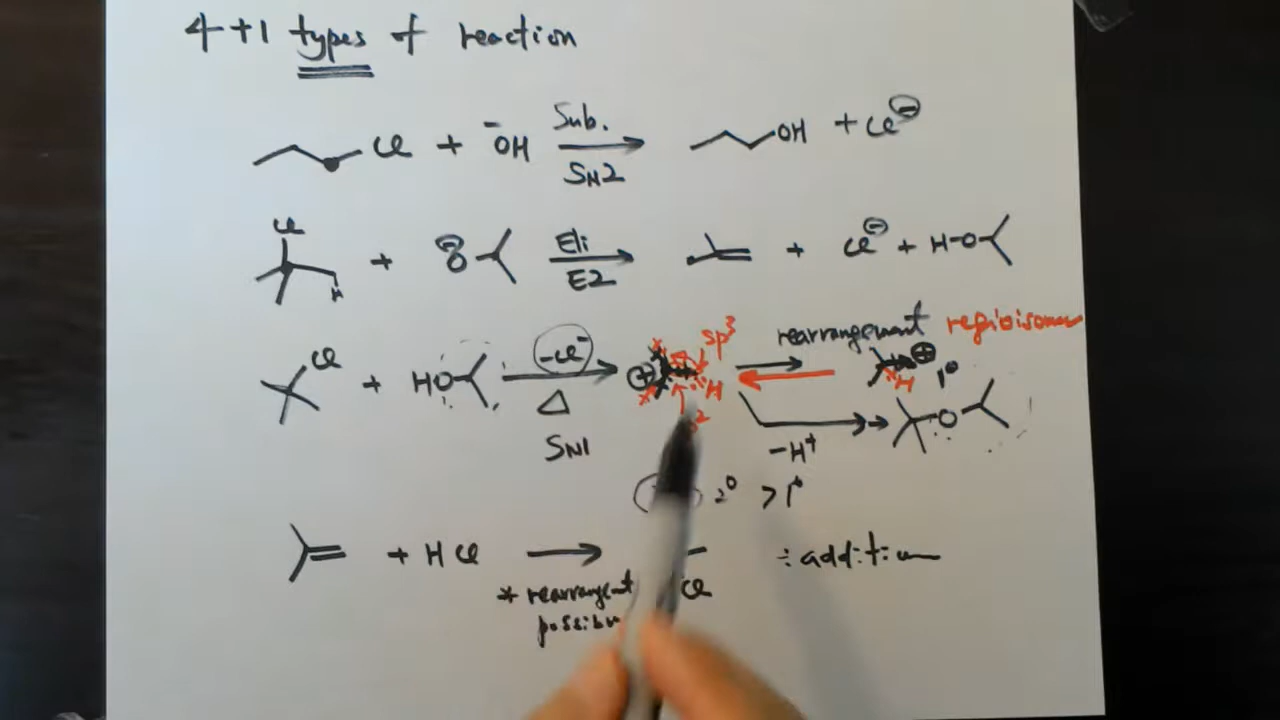 4+1 types of reaction
Cl + ⁻OH Sub. SN2 OH + Cl⊖
Cl H + ⊖O Eli E2 + Cl⊖ + H-O
Cl + HO -Cl⁻ Δ SN1 ⊕ sp³ H rearrangement regioisomer ⊕ H 1° -H⁺ O
2° > 1°
+ HCl Cl : addition
* rearrangent